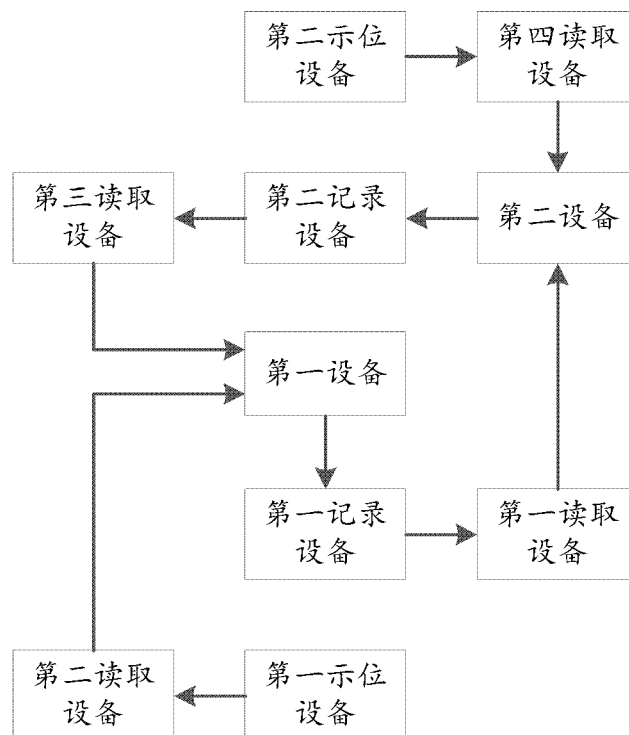 第二示位
设备
第四读取
设备
第三读取
设备
第二记录
设备
第二设备
第一设备
第一记录
设备
第一读取
设备
第二读取
设备
第一示位
设备